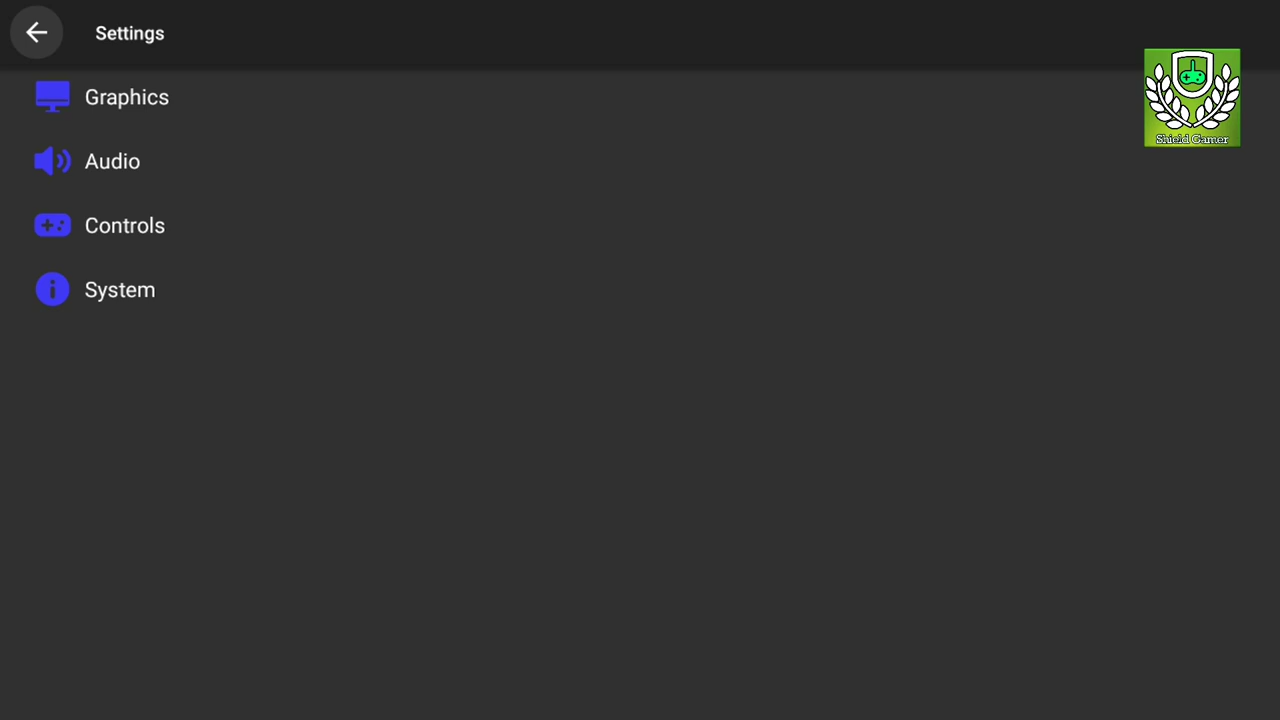 Settings
Graphics
Shield Gamer
Audio
Controls
System